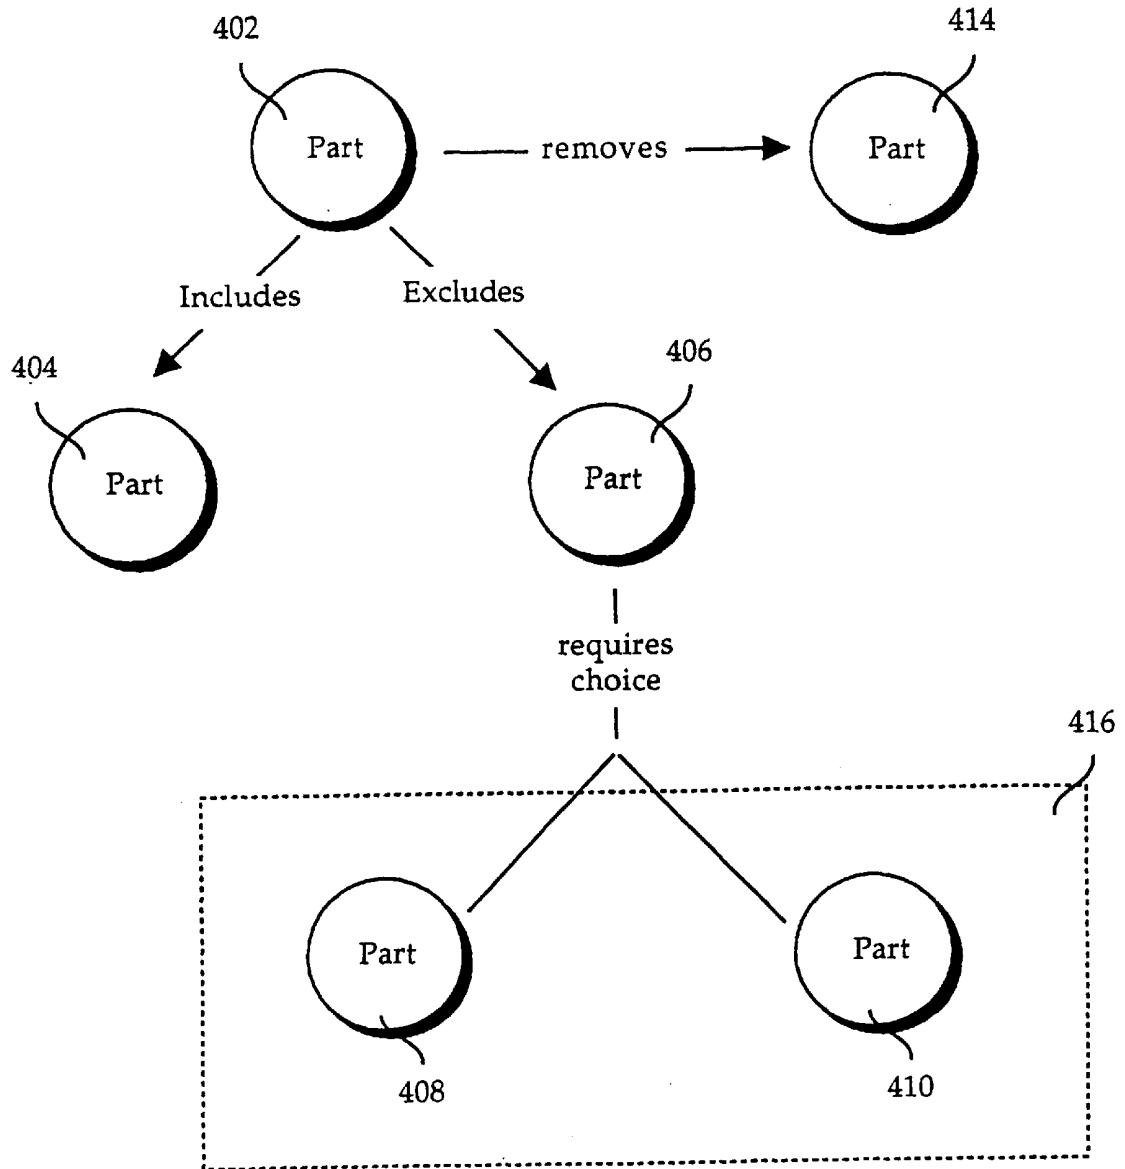 402
414
Part
removes
Part
Includes
Excludes
404
406
Part
Part
requires
choice
416
Part
Part
408
410